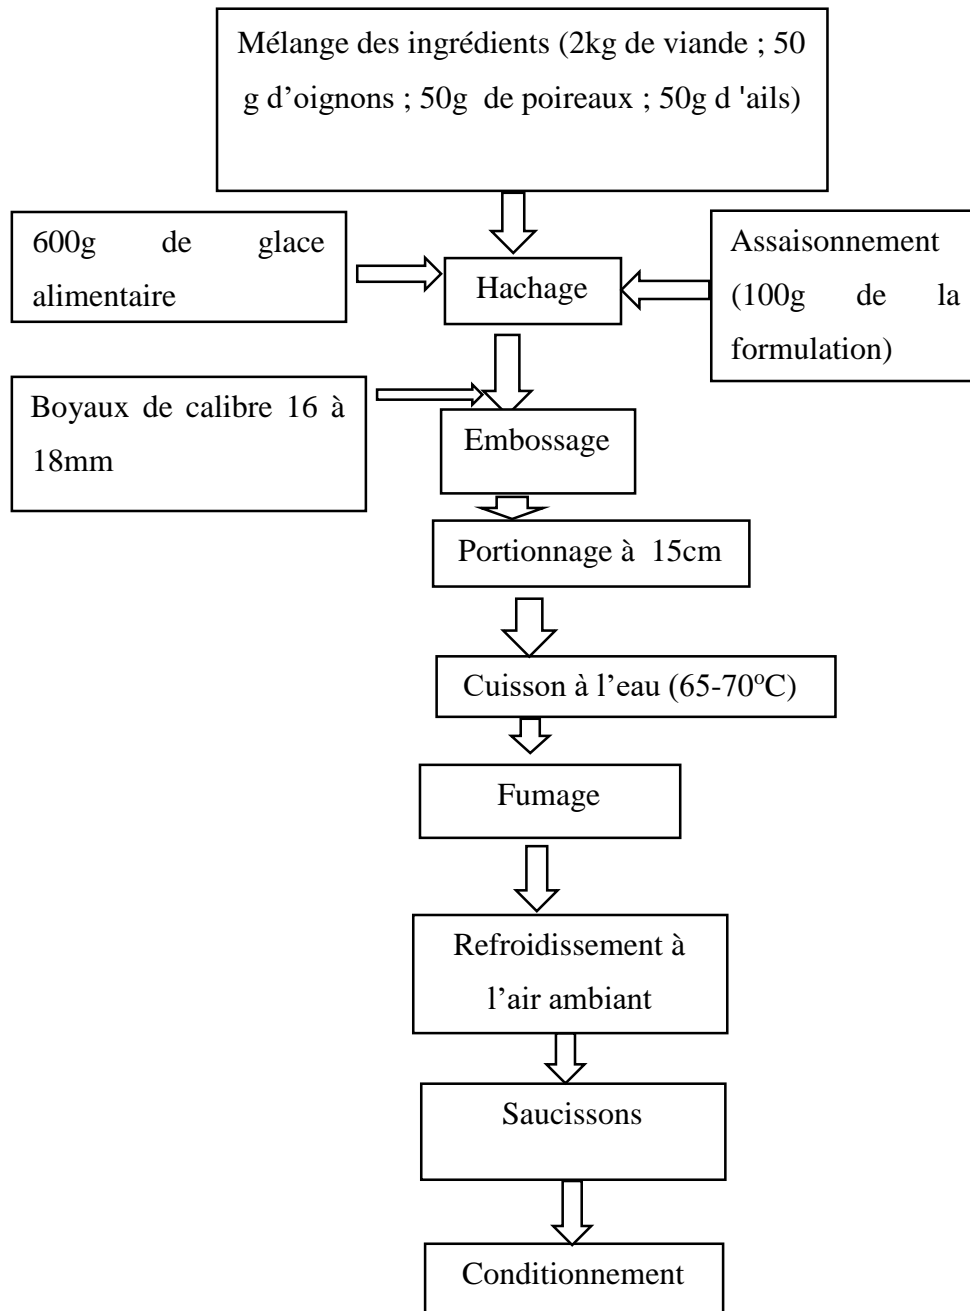 Mélange des ingrédients (2kg de viande ; 50
g d’oignons ; 50g de poireaux ; 50g d 'ails)
600g de glace
alimentaire
Hachage
Assaisonnement
(100g de la
formulation)
Boyaux de calibre 16 à
18mm
Embossage
Portionnage à 15cm
Cuisson à l’eau (65-70ºC)
Fumage
Refroidissement à
l’air ambiant
Saucissons
Conditionnement